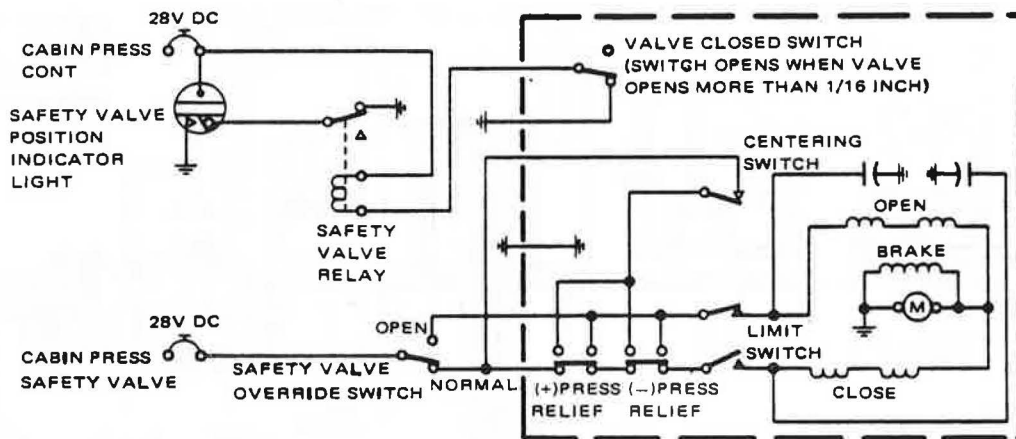 28V DC
CABIN PRESS
CONT
SAFETY VALVE
POSITION
INDICATOR
LIGHT
SAFETY
VALVE
RELAY
VALVE CLOSED SWITCH
(SWITCH OPENS WHEN VALVE
OPENS MORE THAN 1/16 INCH)
CENTERING
SWITCH
OPEN
BRAKE
M
LIMIT
SWITCH
CLOSE
28V DC
CABIN PRESS
SAFETY VALVE
OPEN
SAFETY VALVE
OVERRIDE SWITCH
NORMAL
(+)PRESS
RELIEF
(—)PRESS
RELIEF